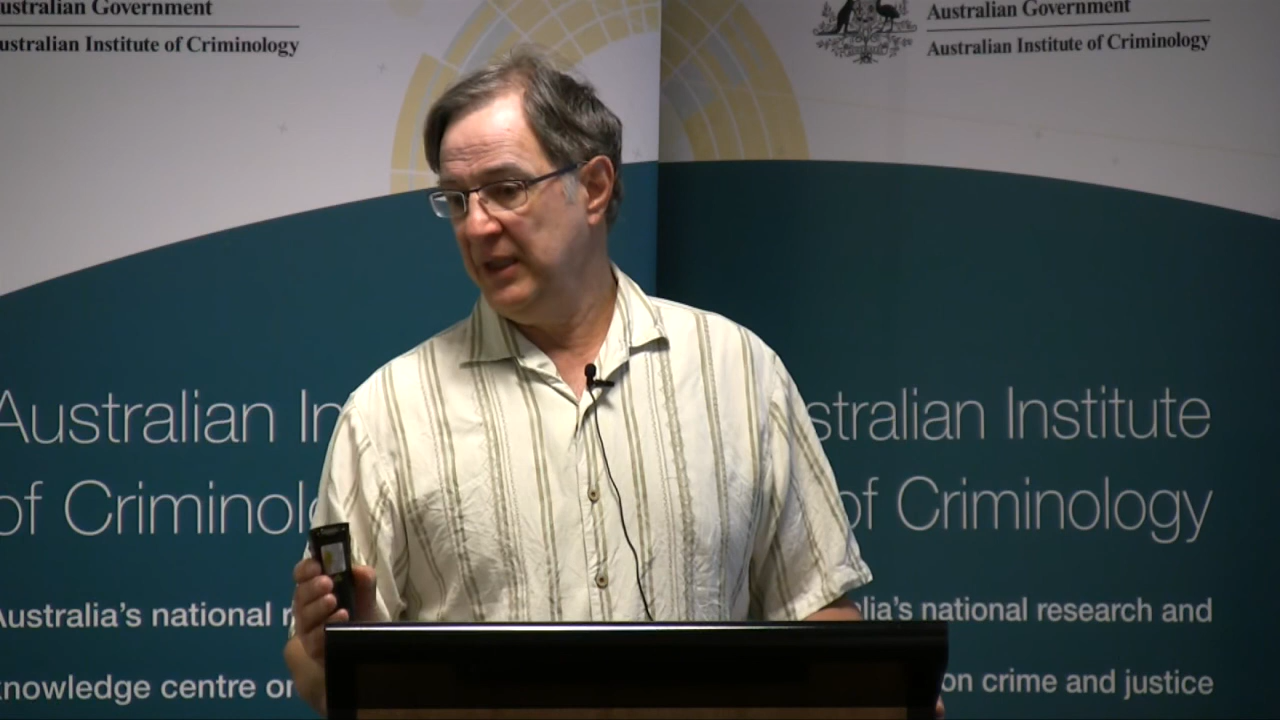 ustralian Government
ustralian Institute of Criminology
Australian In
of Criminolo
Australia's national r
knowledge centre or
Australian Government
Australian Institute of Criminology
stralian Institute
of Criminology
lia's national research and
on crime and justice